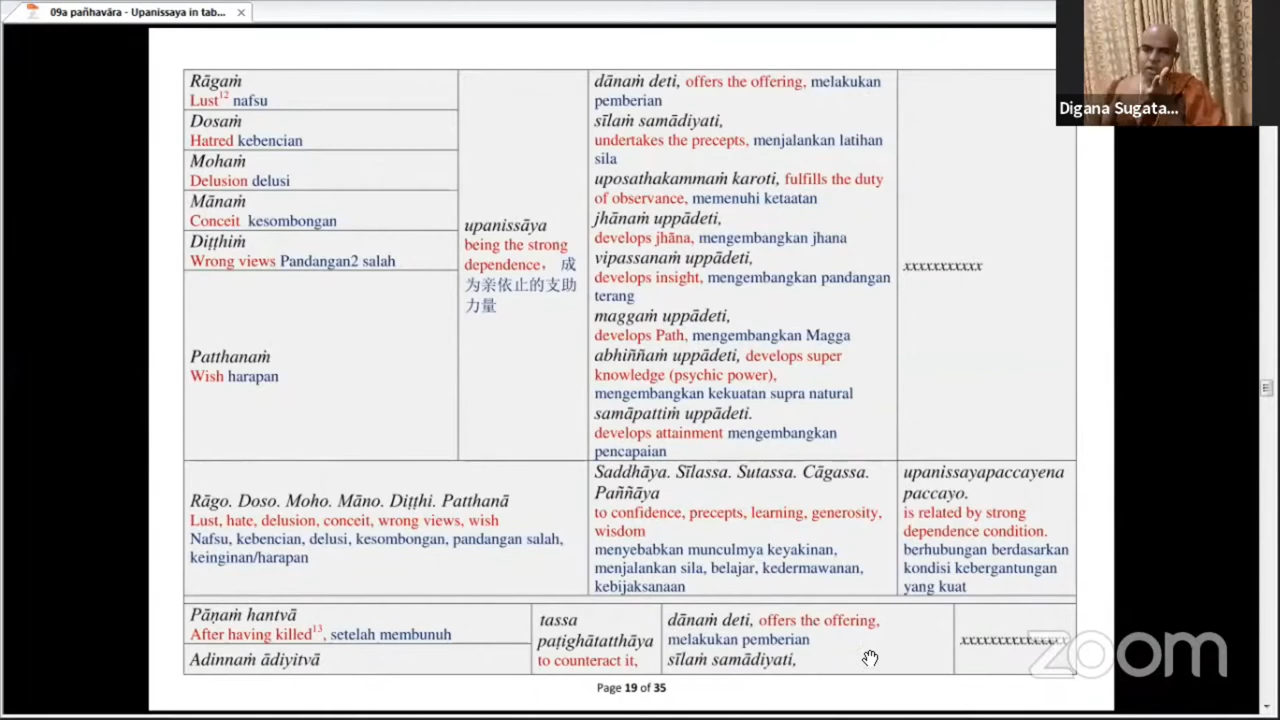 09a pañhavāra - Upanissaya in tab...
Digana Sugata...
Rāgaṁ
Lust12 nafsu
Dosaṁ
Hatred kebencian
Mohaṁ
Delusion delusi
Mānaṁ
Conceit kesombongan
Diṭṭhiṁ
Wrong views Pandangan2 salah
Patthanaṁ
Wish harapan
upanissāya
being the strong
dependence, 成
为亲依止的支助
力量
dānaṁ deti, offers the offering, melakukan
pemberian
sīlaṁ samādiyati,
undertakes the precepts, menjalankan latihan
sila
uposathakammaṁ karoti, fulfills the duty
of observance, memenuhi ketaatan
jhānaṁ uppādeti,
develops jhāna, mengembangkan jhana
vipassanaṁ uppādeti,
develops insight, mengembangkan pandangan
terang
maggaṁ uppādeti,
develops Path, mengembangkan Magga
abhiññaṁ uppādeti, develops super
knowledge (psychic power),
mengembangkan kekuatan supra natural
samāpattiṁ uppādeti.
develops attainment mengembangkan
pencapaian
xxxxxxxxxxx
Rāgo. Doso. Moho. Māno. Diṭṭhi. Patthanā
Lust, hate, delusion, conceit, wrong views, wish
Nafsu, kebencian, delusi, kesombongan, pandangan salah,
keinginan/harapan
Saddhāya. Sīlassa. Sutassa. Cāgassa.
Paññāya
to confidence, precepts, learning, generosity,
wisdom
menyebabkan munculmya keyakinan,
menjalankan sila, belajar, kedermawanan,
kebijaksanaan
upanissayapaccayena
paccayo.
is related by strong
dependence condition.
berhubungan berdasarkan
kondisi kebergantungan
yang kuat
Pāṇaṁ hantvā
After having killed13, setelah membunuh
Adinnaṁ ādiyitvā
tassa
paṭighātatthāya
to counteract it,
dānaṁ deti, offers the offering,
melakukan pemberian
sīlaṁ samādiyati,
zoom
Page 19 of 35